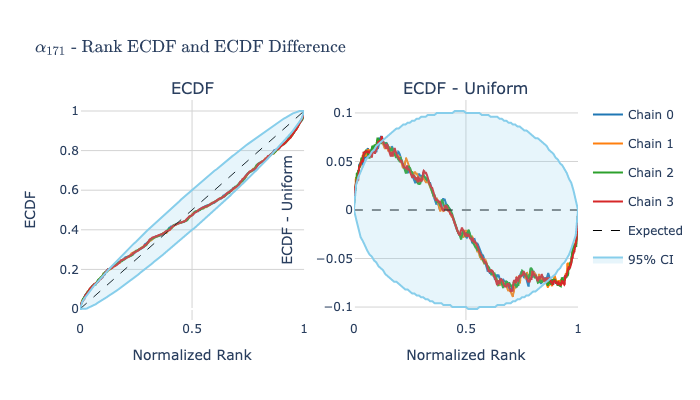 α171 - Rank ECDF and ECDF Difference
ECDF
ECDF - Uniform
1
0.8
0.6
0.4
0.2
0
ECDF
0
0.5
1
Normalized Rank
0.1
0.05
0
−0.05
−0.1
ECDF - Uniform
0
0.5
1
Normalized Rank
Chain 0
Chain 1
Chain 2
Chain 3
Expected
95% CI